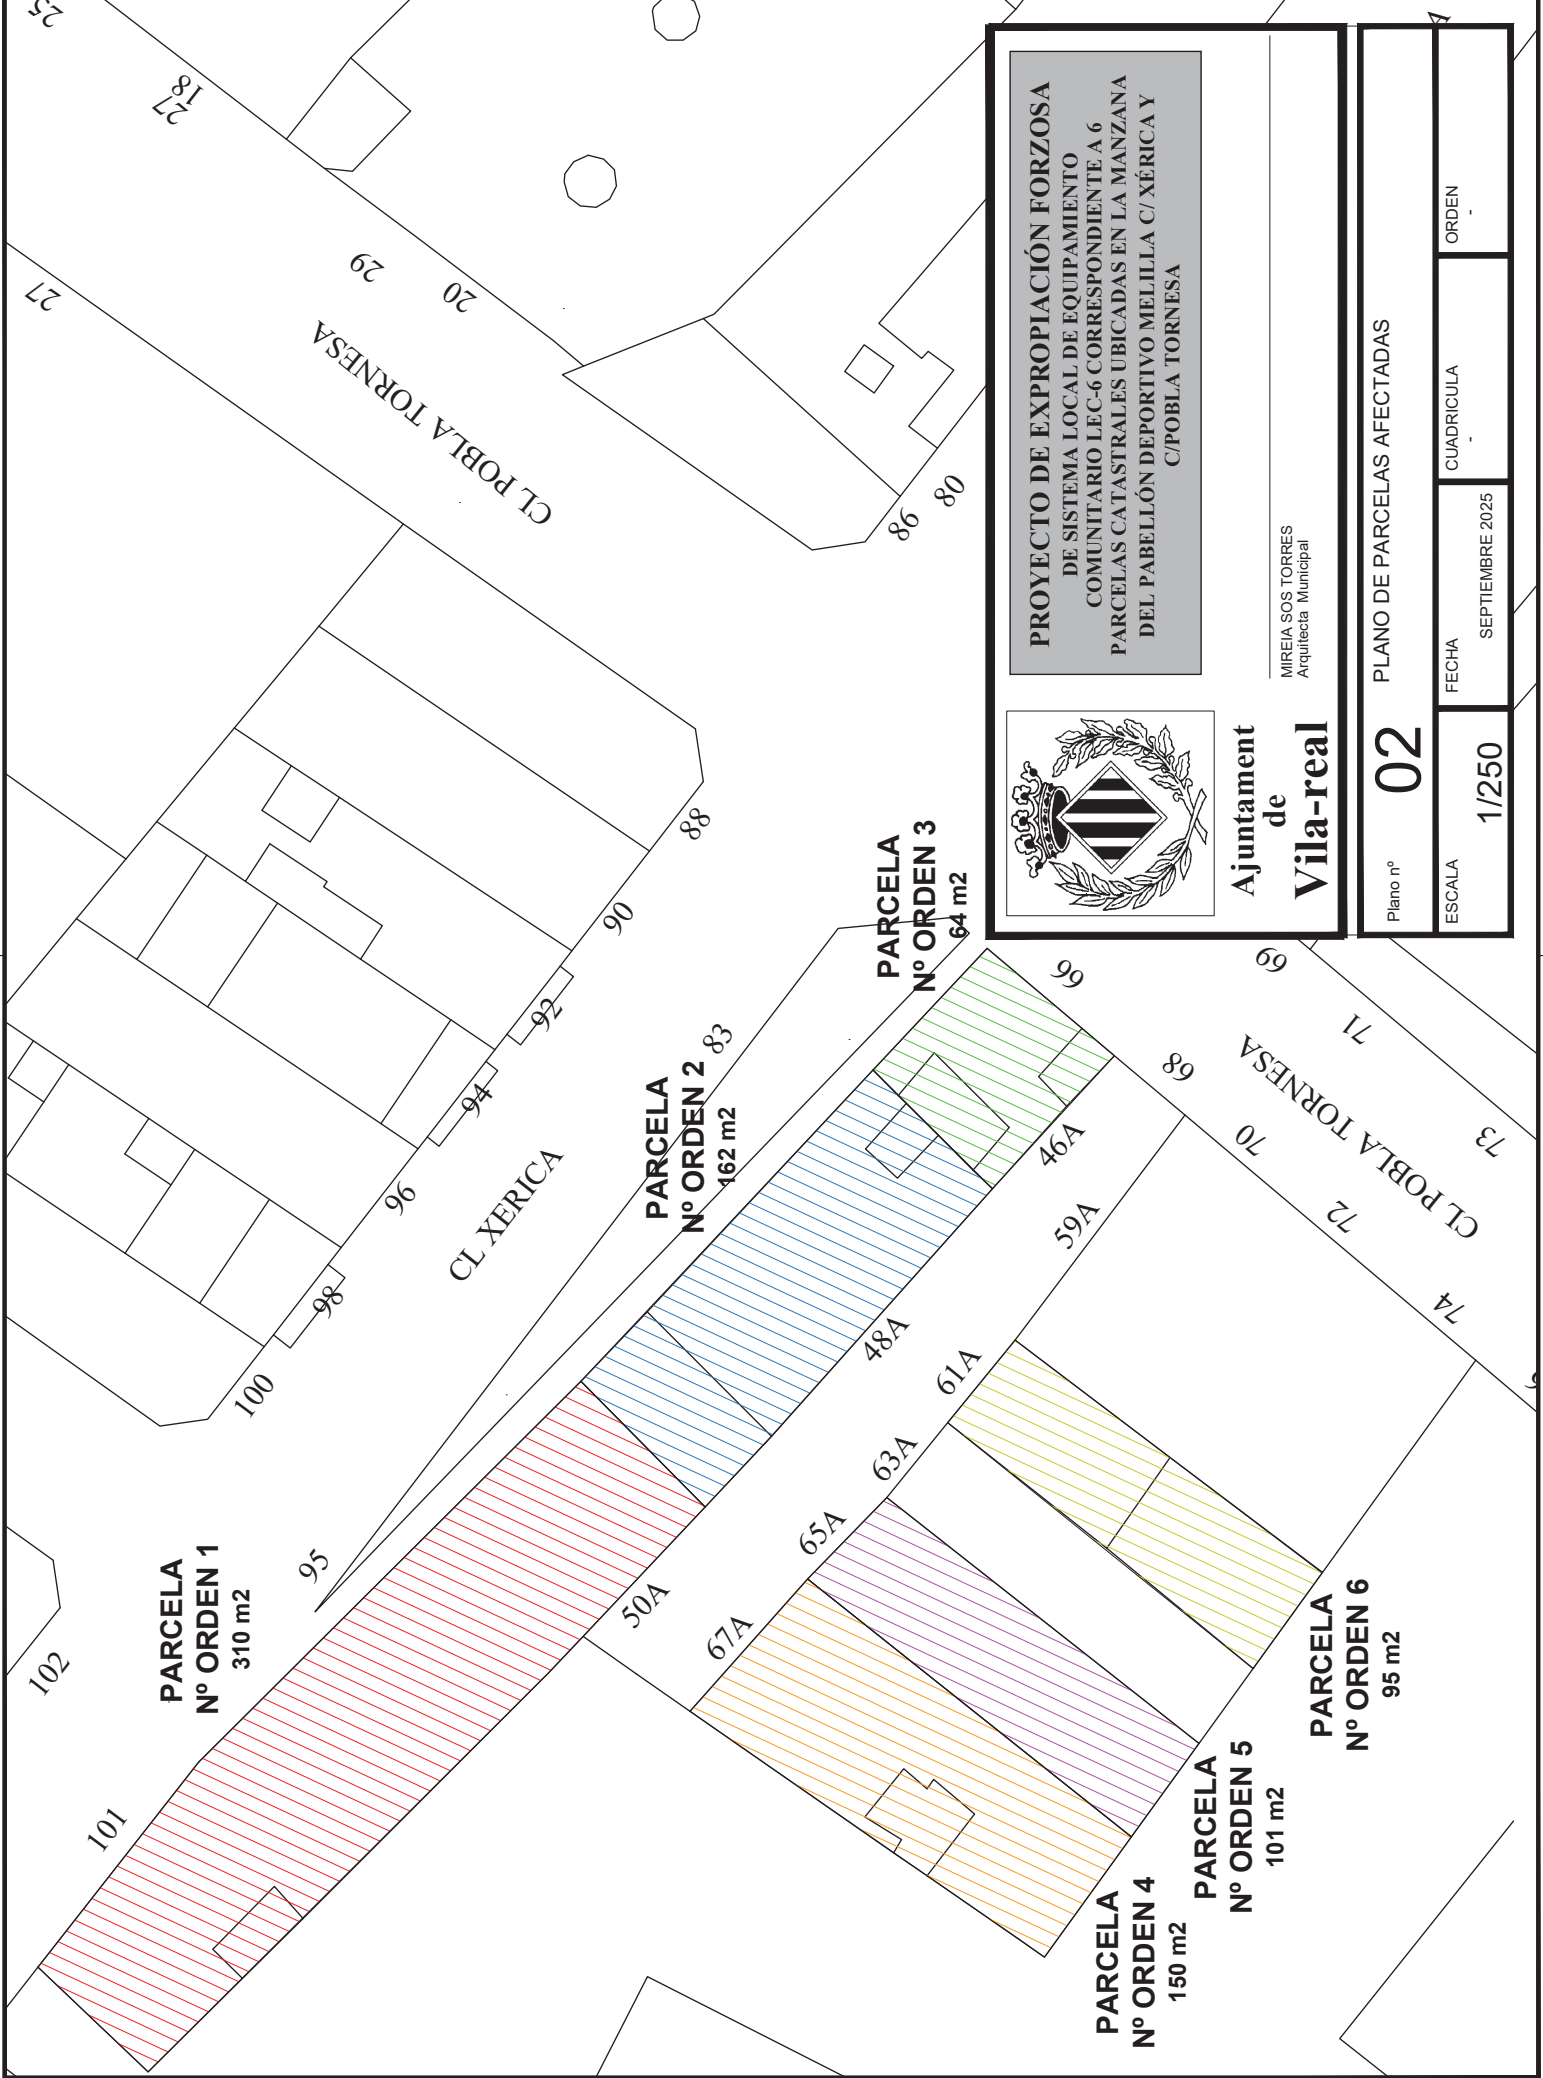 PARCELA
Nº ORDEN 1
310 m2
PARCELA
Nº ORDEN 2
162 m2
PARCELA
Nº ORDEN 3
64 m2
PARCELA
Nº ORDEN 4
150 m2
PARCELA
Nº ORDEN 5
101 m2
PARCELA
Nº ORDEN 6
95 m2
102
101
95
100
98
96
94
92
90
88
83
CL XERICA
CL POBLA TORNESA
27
25
27
18
29
20
86
80
50A
48A
46A
67A
65A
63A
61A
59A
66
68
70
72
74
69
71
73
CL POBLA TORNESA
A
PROYECTO DE EXPROPIACIÓN FORZOSA
DE SISTEMA LOCAL DE EQUIPAMIENTO
COMUNITARIO LEC-6 CORRESPONDIENTE A 6
PARCELAS CATASTRALES UBICADAS EN LA MANZANA
DEL PABELLÓN DEPORTIVO MELILLA C/ XÉRICA Y
C/POBLA TORNESA
Ajuntament
de
Vila-real
MIREIA SOS TORRES
Arquitecta Municipal
Plano nº
02
PLANO DE PARCELAS AFECTADAS
ESCALA
1/250
FECHA
SEPTIEMBRE 2025
CUADRICULA
-
ORDEN
-